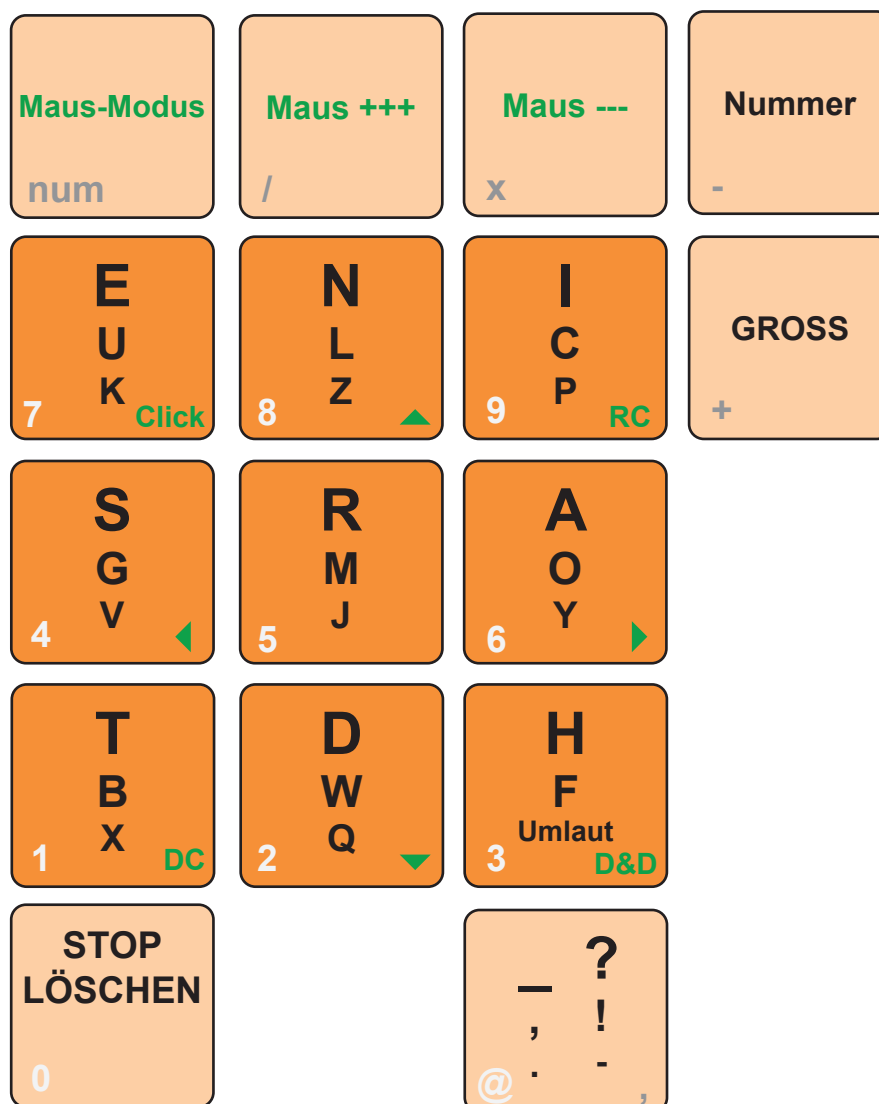 Maus-Modus
num
Maus +++
/
Maus ---
x
Nummer
-
E
U
K
7
Click
N
L
Z
8
I
C
P
9
RC
GROSS
+
S
G
V
4
R
M
J
5
A
O
Y
6
T
B
X
1
DC
D
W
Q
2
H
F
Umlaut
3
D&D
STOP
LÖSCHEN
0
_ ?
, !
. -
@ ,